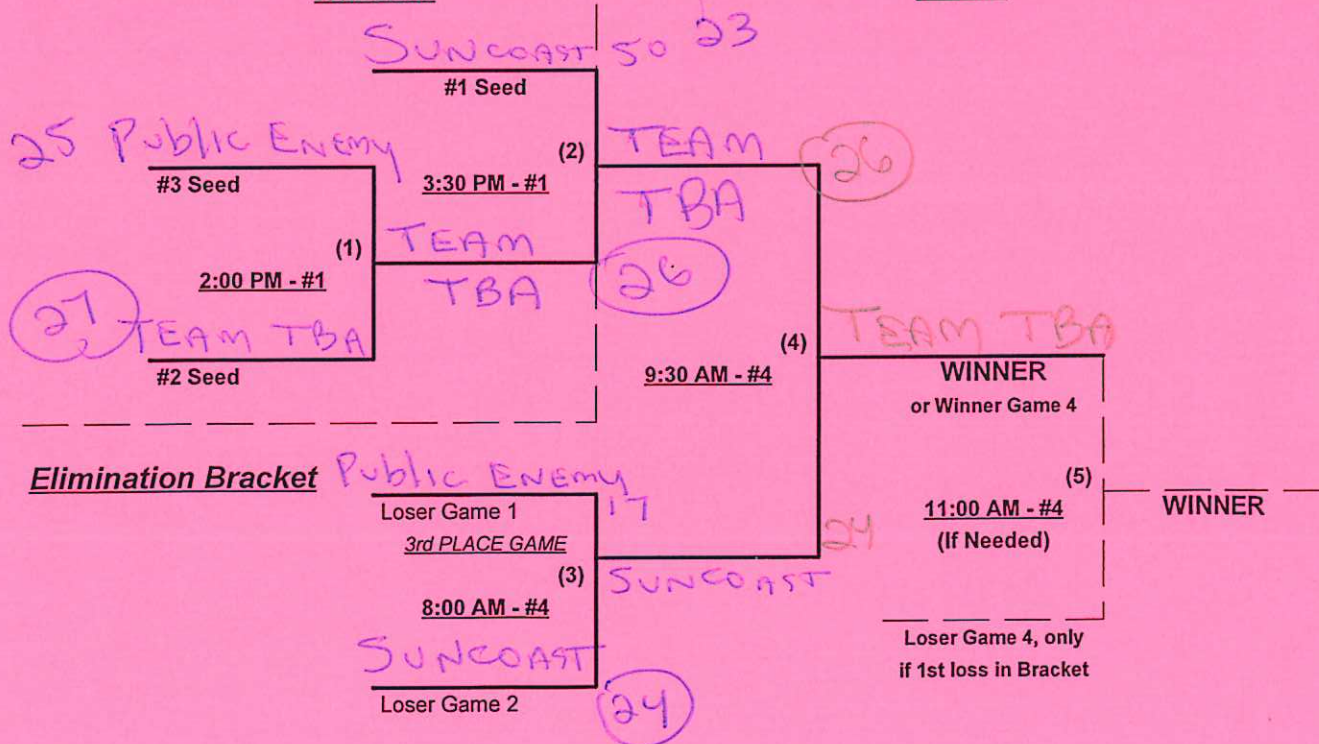 SUNCOAST 50 23
#1 Seed
25 Public Enemy
#3 Seed
(2)
3:30 PM - #1
TEAM
TBA
26
(1)
2:00 PM - #1
TEAM
TBA
26
27 TEAM TBA
#2 Seed
(4)
9:30 AM - #4
TEAM TBA
WINNER
or Winner Game 4
Elimination Bracket
Public Enemy
17
Loser Game 1
3rd PLACE GAME
(3)
8:00 AM - #4
SUNCOAST
24
SUNCOAST
24
Loser Game 2
(5)
11:00 AM - #4
(If Needed)
WINNER
Loser Game 4, only
if 1st loss in Bracket